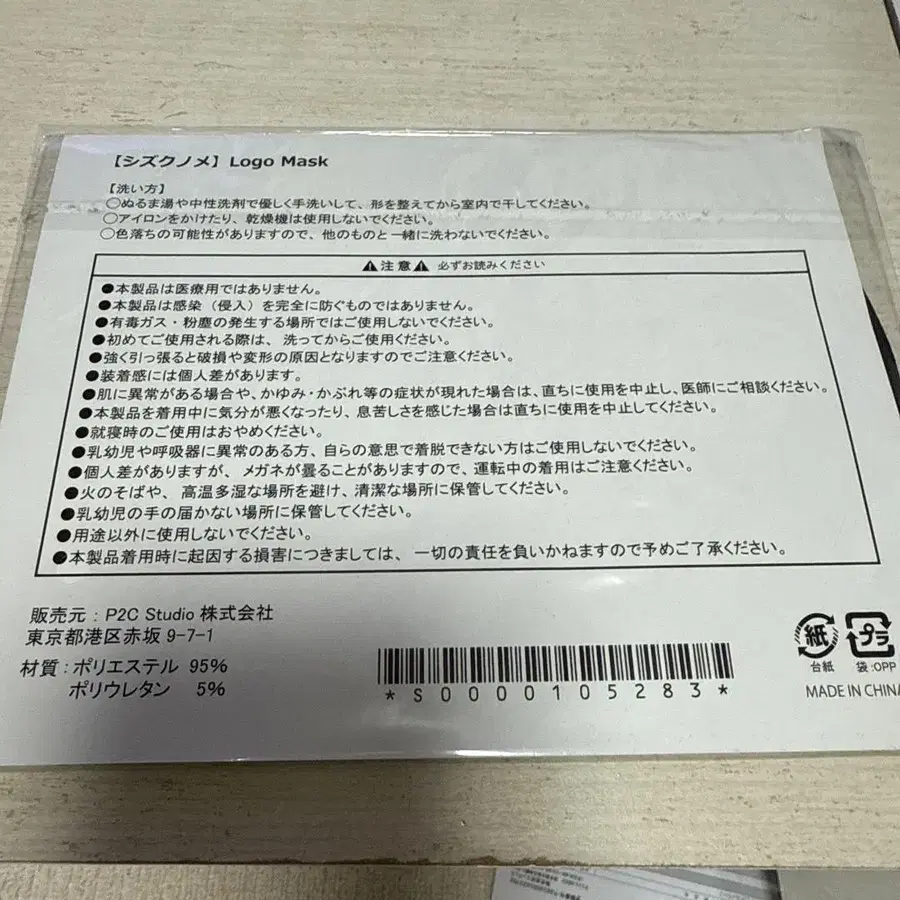 【シズクノメ】Logo Mask
【洗い方】
○ぬるま湯や中性洗剤で優しく手洗いして、形を整えてから室内で干してください。
○アイロンをかけたり、乾燥機は使用しないでください。
○色落ちの可能性がありますので、他のものと一緒に洗わないでください。
⚠注意⚠ 必ずお読みください
●本製品は医療用ではありません。
●本製品は感染（侵入）を完全に防ぐものではありません。
●有毒ガス・粉塵の発生する場所ではご使用しないでください。
●初めてご使用される際は、洗ってからご使用ください。
●強く引っ張ると破損や変形の原因となりますのでご注意ください。
●装着感には個人差があります。
●肌に異常がある場合や、かゆみ・かぶれ等の症状が現れた場合は、直ちに使用を中止し、医師にご相談ください。
●本製品を着用中に気分が悪くなったり、息苦しさを感じた場合は直ちに使用を中止してください。
●就寝時のご使用はおやめください。
●乳幼児や呼吸器に異常のある方、自らの意思で着脱できない方はご使用しないでください。
●個人差がありますが、メガネが曇ることがありますので、運転中の着用はご注意ください。
●火のそばや、高温多湿な場所を避け、清潔な場所に保管してください。
●乳幼児の手の届かない場所に保管してください。
●用途以外に使用しないでください。
●本製品着用時に起因する損害につきましては、一切の責任を負いかねますので予めご了承ください。
販売元：P2C Studio 株式会社
東京都港区赤坂 9-7-1
材質：ポリエステル 95%
ポリウレタン 5%
*S0000105283*
紙
台紙
プラ
袋:OPP
MADE IN CHINA